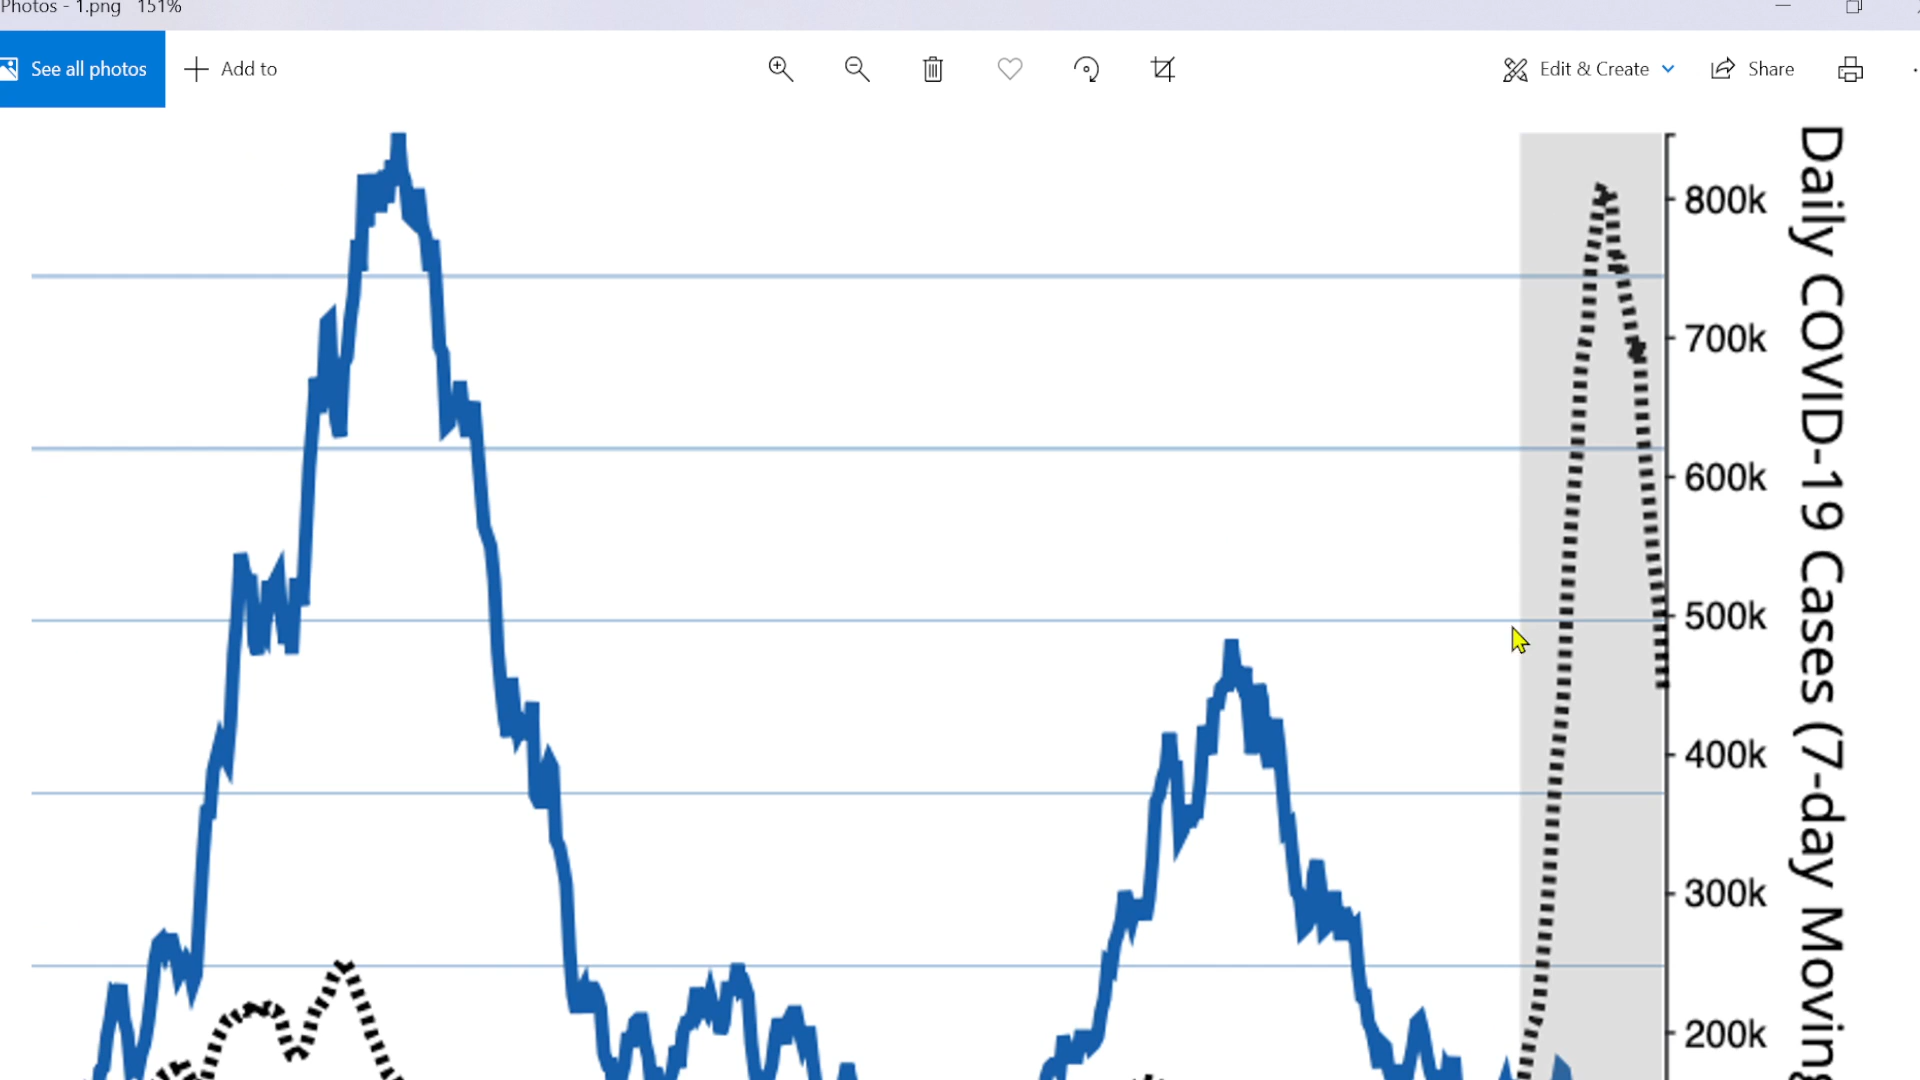 Photos - 1.png 151%
See all photos
Add to
Edit & Create
Share
800k
700k
600k
500k
400k
300k
200k
Daily COVID-19 Cases (7-day Moving